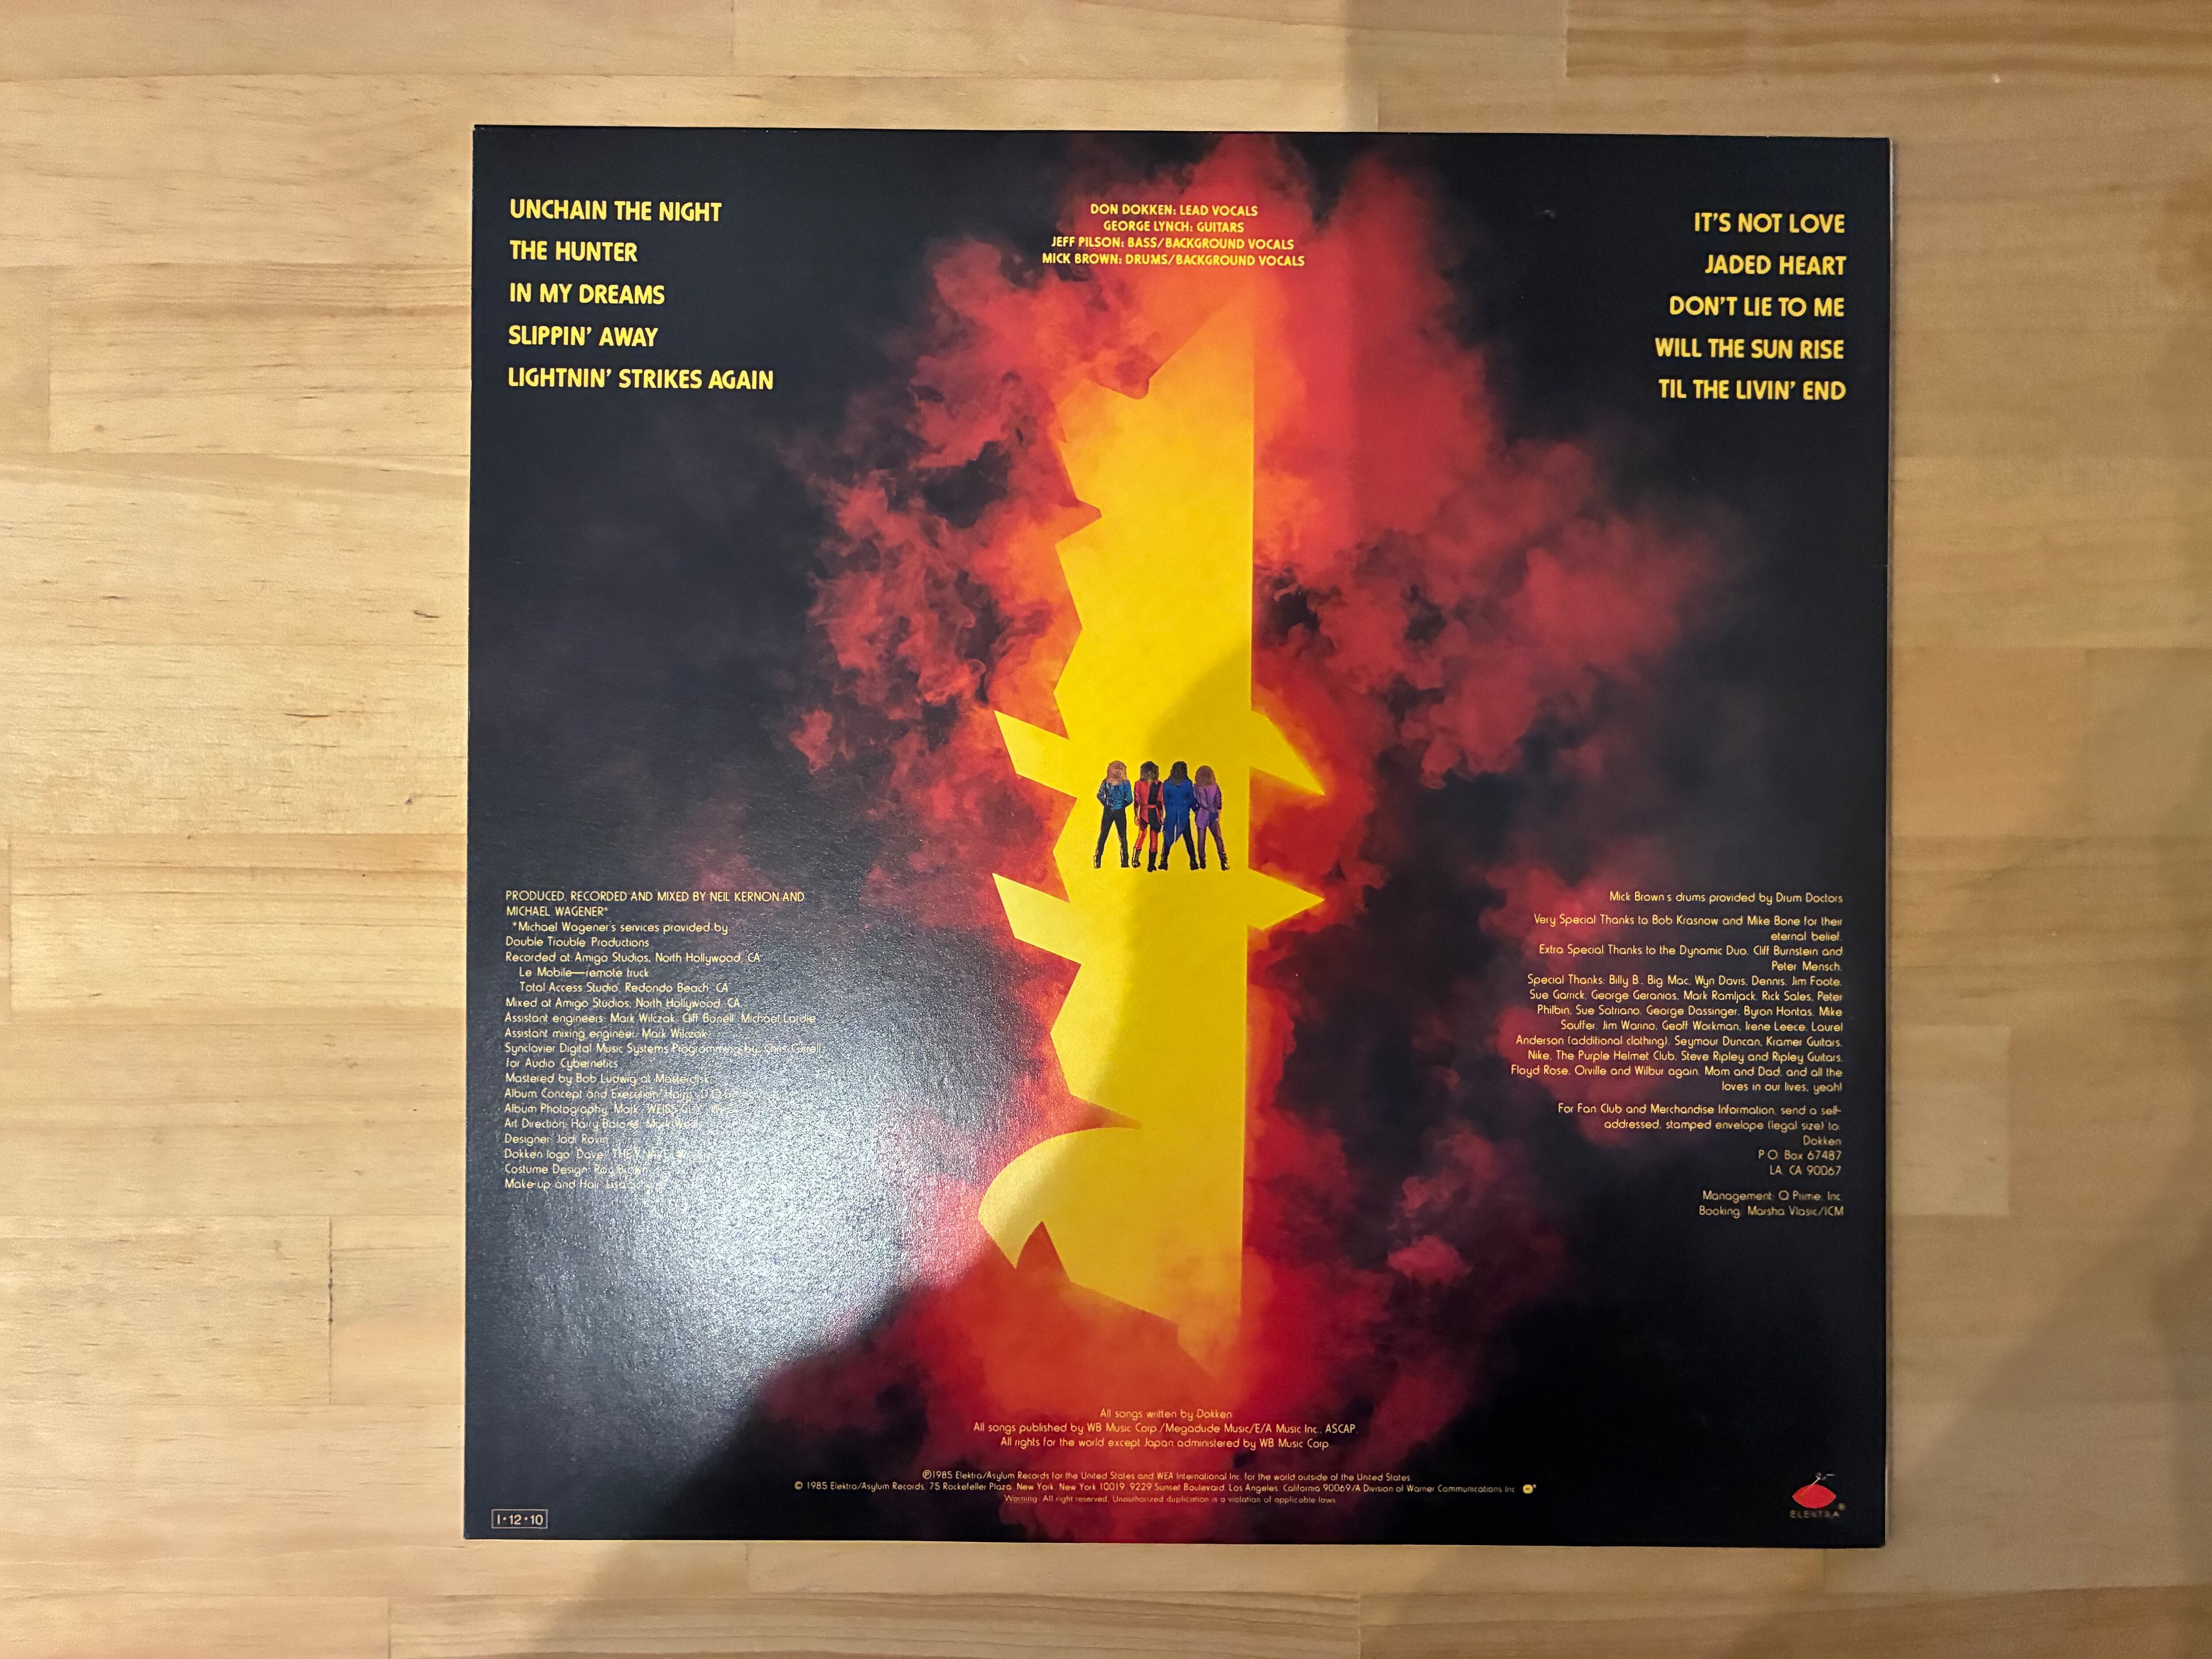 UNCHAIN THE NIGHT
THE HUNTER
IN MY DREAMS
SLIPPIN' AWAY
LIGHTNIN' STRIKES AGAIN
DON DOKKEN: LEAD VOCALS
GEORGE LYNCH: GUITARS
JEFF PILSON: BASS/BACKGROUND VOCALS
MICK BROWN: DRUMS/BACKGROUND VOCALS
IT'S NOT LOVE
JADED HEART
DON'T LIE TO ME
WILL THE SUN RISE
TIL THE LIVIN' END
PRODUCED, RECORDED AND MIXED BY NEIL KERNON AND
MICHAEL WAGENER*
*Michael Wagener's services provided by
Double Trouble Productions
Recorded at: Amigo Studios, North Hollywood, CA
Le Mobile—remote truck
Total Access Studio, Redondo Beach, CA
Mixed at Amigo Studios, North Hollywood, CA
Assistant engineers: Mark Wilczak, Cliff Bonell, Michael Lardie
Assistant mixing engineer: Mark Wilczak
Synclavier Digital Music Systems Programming by:
for Audio Cybernetics
Mastered by Bob Ludwig at Masterdisk
Album Concept and Execution:
Album Photography: Mark "WEISSGUY"
Art Direction: Harry
Designer: Jodi Rovin
Dokken logo: Dave
Costume Design: Ray Brown
Make-up and Hair: Lisa
Mick Brown's drums provided by Drum Doctors
Very Special Thanks to Bob Krasnow and Mike Bone for their
eternal belief.
Extra Special Thanks to the Dynamic Duo, Cliff Burnstein and
Peter Mensch.
Special Thanks: Billy B., Big Mac, Wyn Davis, Dennis, Jim Foote,
Sue Garrick, George Geranios, Mark Ramljack, Rick Sales, Peter
Philbin, Sue Satriano, George Dassinger, Byron Hontas, Mike
Souffer, Jim Warino, Geoff Workman, Irene Leece, Laurel
Anderson (additional clothing), Seymour Duncan, Kramer Guitars,
Nike, The Purple Helmet Club, Steve Ripley and Ripley Guitars,
Floyd Rose, Orville and Wilbur again, Mom and Dad, and all the
loves in our lives, yeah!
For Fan Club and Merchandise Information, send a self-
addressed, stamped envelope (legal size) to:
Dokken
P.O. Box 67487
LA, CA 90067
Management: Q Prime, Inc.
Booking: Marsha Vlasic/ICM
All songs written by Dokken
All songs published by WB Music Corp./Megadude Music/E/A Music Inc., ASCAP.
All rights for the world except Japan administered by WB Music Corp.
℗1985 Elektra/Asylum Records for the United States and WEA International Inc. for the world outside of the United States.
© 1985 Elektra/Asylum Records, 75 Rockefeller Plaza, New York, New York 10019. 9229 Sunset Boulevard, Los Angeles, California 90069/A Division of Warner Communications Inc.
Warning: All right reserved. Unauthorized duplication is a violation of applicable laws.
1•12•10
ELEKTRA®